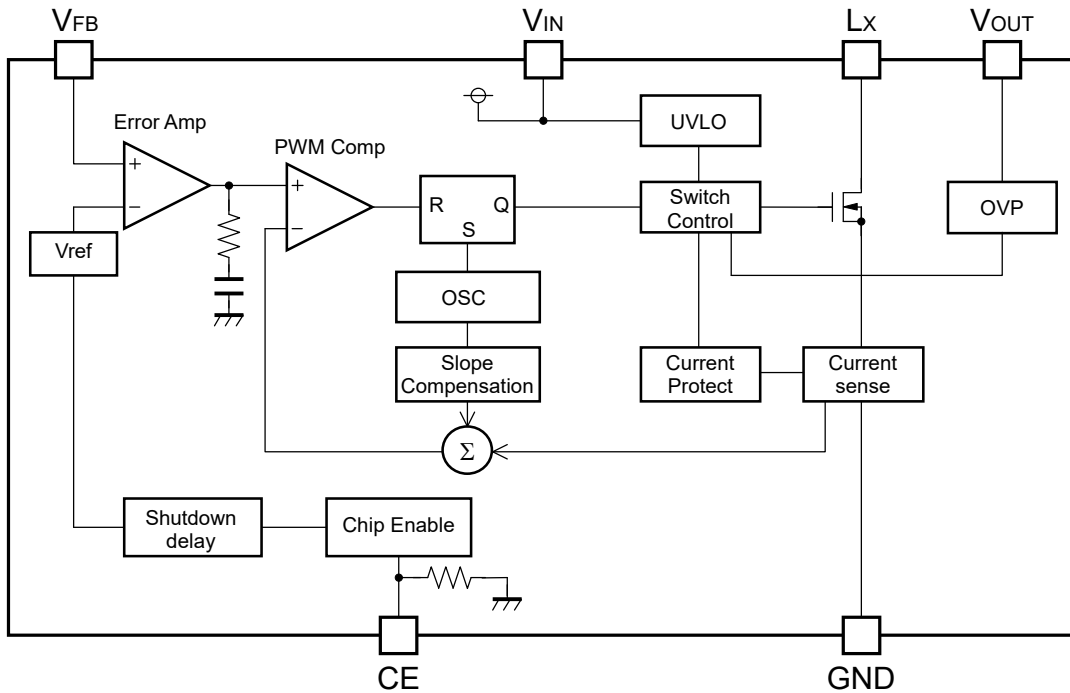 VFB
VIN
LX
VOUT
Error Amp
PWM Comp
UVLO
+
−
+
−
R
Q
S
Switch
Control
OVP
Vref
OSC
Slope
Compensation
Current
Protect
Current
sense
Σ
Shutdown
delay
Chip Enable
CE
GND